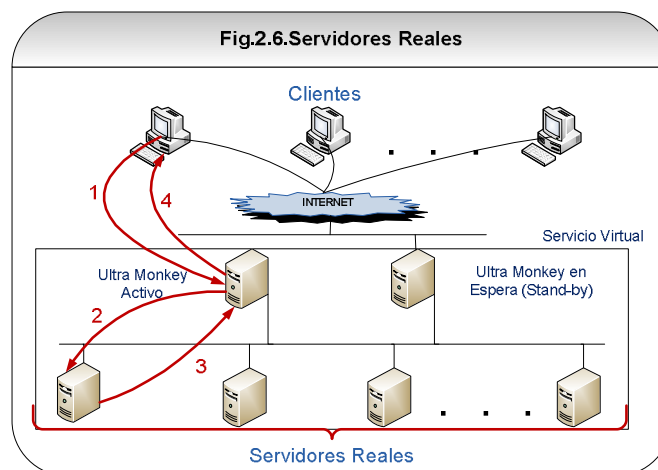 Fig.2.6.Servidores Reales
Clientes
1
4
INTERNET
Servicio Virtual
Ultra Monkey
Activo
Ultra Monkey en
Espera (Stand-by)
2
3
Servidores Reales